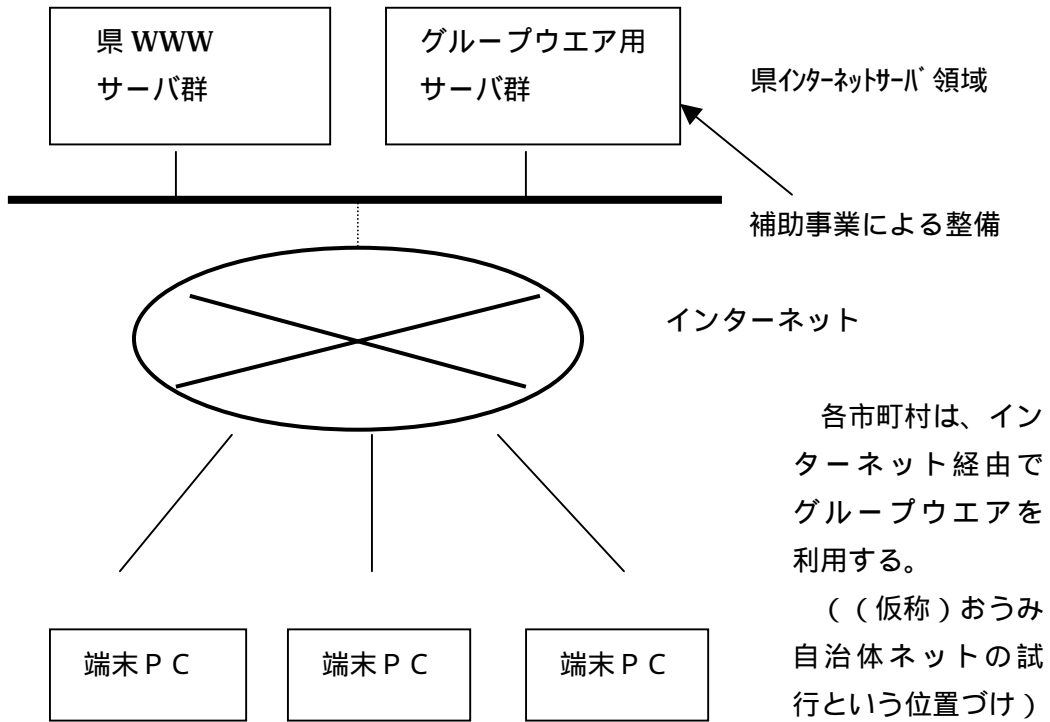 県 WWW
サーバ群
グループウエア用
サーバ群
県ｲﾝﾀｰﾈｯﾄｻｰﾊﾞ領域
補助事業による整備
インターネット
各市町村は、イン
ターネット経由で
グループウエアを
利用する。
（（仮称）おうみ
自治体ネットの試
行という位置づけ）
端末ＰＣ
端末ＰＣ
端末ＰＣ